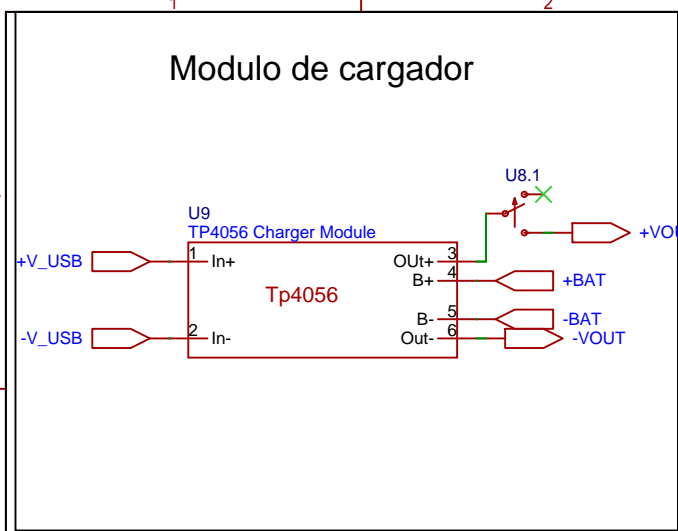 1
2
Modulo de cargador
U8.1
U9
TP4056 Charger Module
+V_USB
1
In+
OUt+
3
+VOU
B+
4
+BAT
Tp4056
B-
5
-BAT
-V_USB
2
In-
Out-
6
-VOUT